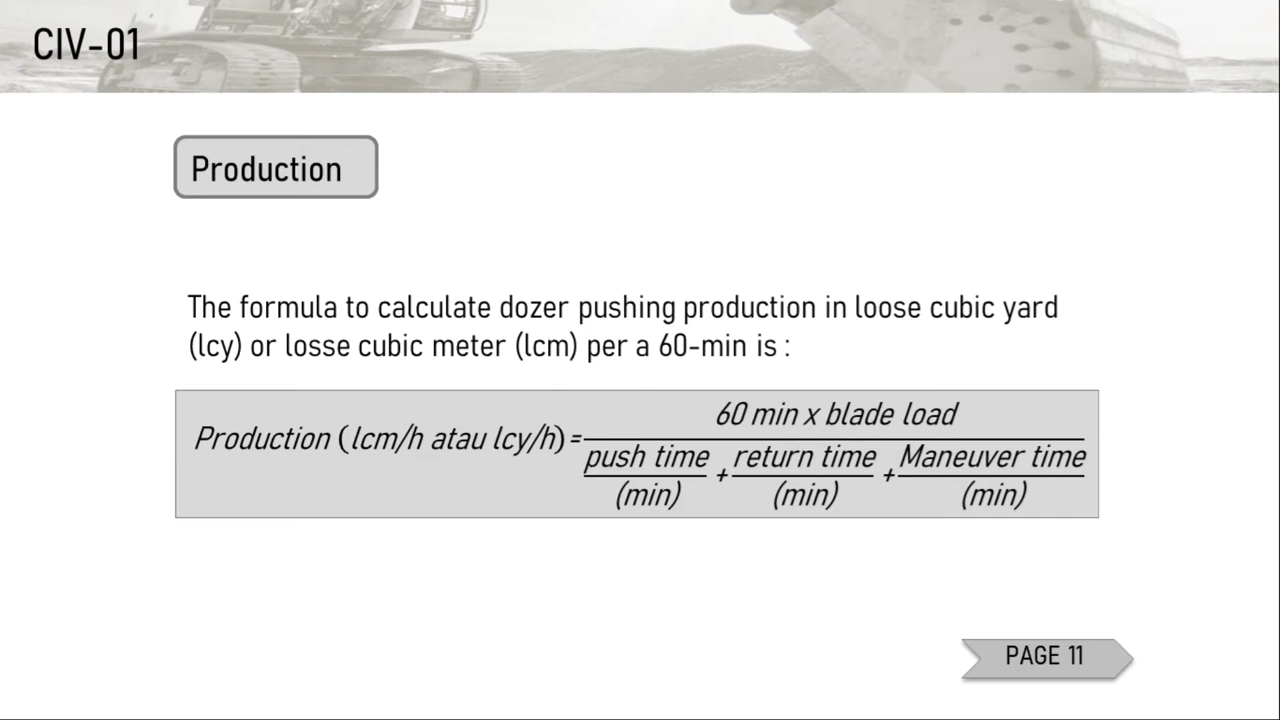 CIV-01
Production
The formula to calculate dozer pushing production in loose cubic yard
(lcy) or losse cubic meter (lcm) per a 60-min is :
Production (lcm/h atau lcy/h) =
60 min x blade load
push time + return time + Maneuver time
(min) (min) (min)
PAGE 11